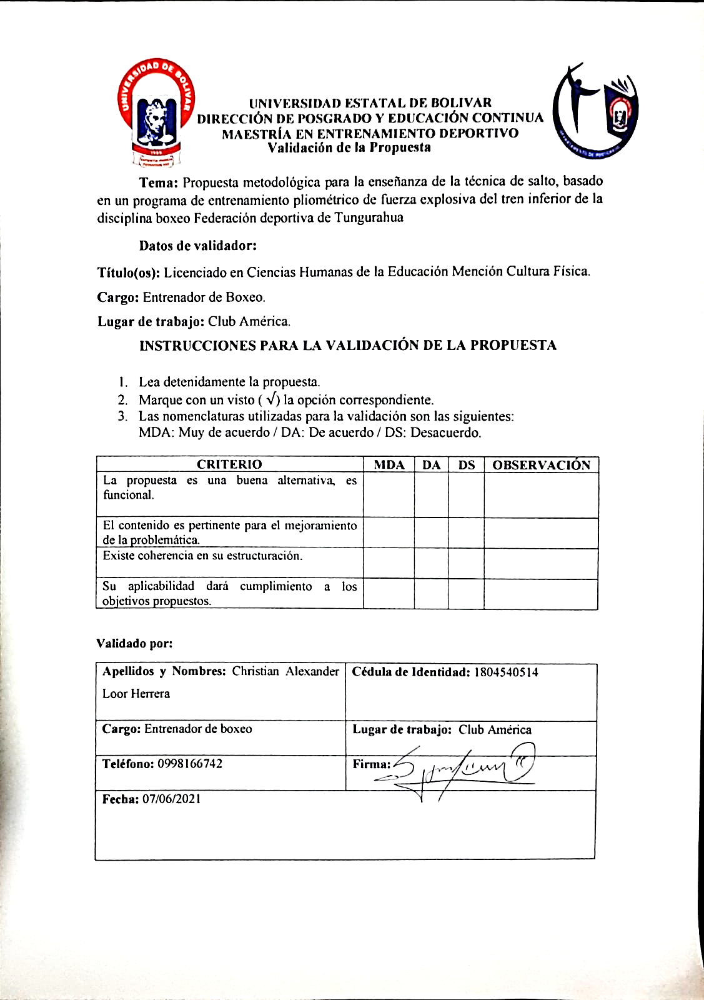 UNIVERSIDAD DE BOLIVAR
UNIVERSIDAD ESTATAL DE BOLIVAR
DIRECCIÓN DE POSGRADO Y EDUCACIÓN CONTINUA
MAESTRÍA EN ENTRENAMIENTO DEPORTIVO
Validación de la Propuesta
Tema: Propuesta metodológica para la enseñanza de la técnica de salto, basado
en un programa de entrenamiento pliométrico de fuerza explosiva del tren inferior de la
disciplina boxeo Federación deportiva de Tungurahua
Datos de validador:
Título(os): Licenciado en Ciencias Humanas de la Educación Mención Cultura Física.
Cargo: Entrenador de Boxeo.
Lugar de trabajo: Club América.
INSTRUCCIONES PARA LA VALIDACIÓN DE LA PROPUESTA
1. Lea detenidamente la propuesta.
2. Marque con un visto ( √) la opción correspondiente.
3. Las nomenclaturas utilizadas para la validación son las siguientes:
MDA: Muy de acuerdo / DA: De acuerdo / DS: Desacuerdo.
CRITERIO MDA DA DS OBSERVACIÓN
La propuesta es una buena alternativa, es
funcional.
El contenido es pertinente para el mejoramiento
de la problemática.
Existe coherencia en su estructuración.
Su aplicabilidad dará cumplimiento a los
objetivos propuestos.
Validado por:
Apellidos y Nombres: Christian Alexander
Loor Herrera
Cédula de Identidad: 1804540514
Cargo: Entrenador de boxeo
Lugar de trabajo: Club América
Teléfono: 0998166742
Firma:
Fecha: 07/06/2021